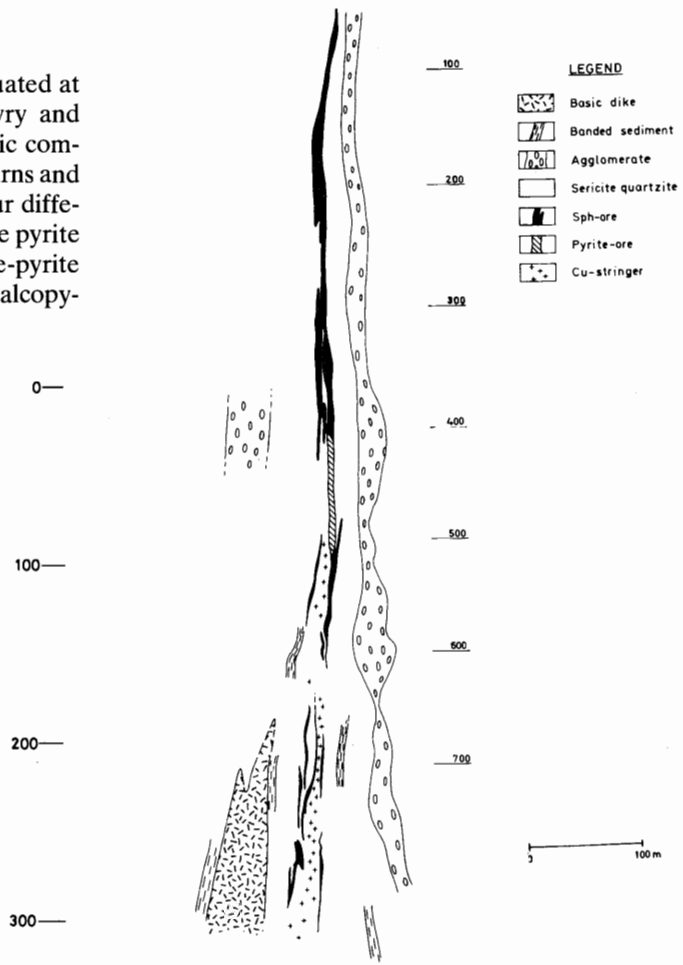 uated at
vry and
ic com-
rns and
ur diffe-
e pyrite
e-pyrite
alcopy-
0
100
200
300
100
200
300
400
500
600
700
LEGEND
Basic dike
Banded sediment
Agglomerate
Sericite quartzite
Sph-ore
Pyrite-ore
Cu-stringer
0 100 m